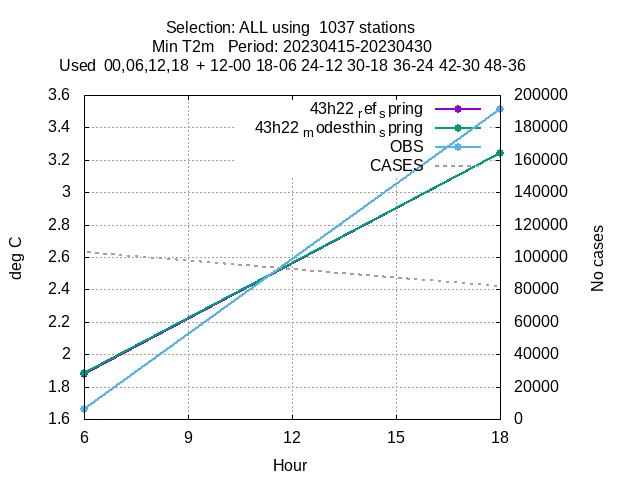 Selection: ALL using  1037 stations
Min T2m   Period: 20230415-20230430
Used  00,06,12,18  + 12-00 18-06 24-12 30-18 36-24 42-30 48-36
43h22 ref spring
43h22 modesthin spring
OBS
CASES
3.6
3.4
3.2
3
2.8
2.6
2.4
2.2
2
1.8
1.6
deg C
200000
180000
160000
140000
120000
100000
80000
60000
40000
20000
0
No cases
6 9 12 15 18
Hour